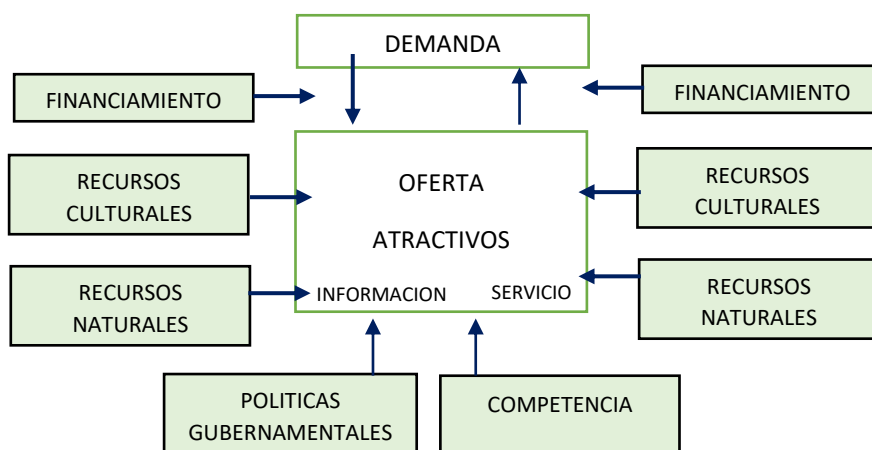 DEMANDA
FINANCIAMIENTO
FINANCIAMIENTO
RECURSOS
CULTURALES
OFERTA
ATRACTIVOS
INFORMACION
SERVICIO
RECURSOS
CULTURALES
RECURSOS
NATURALES
RECURSOS
NATURALES
POLITICAS
GUBERNAMENTALES
COMPETENCIA